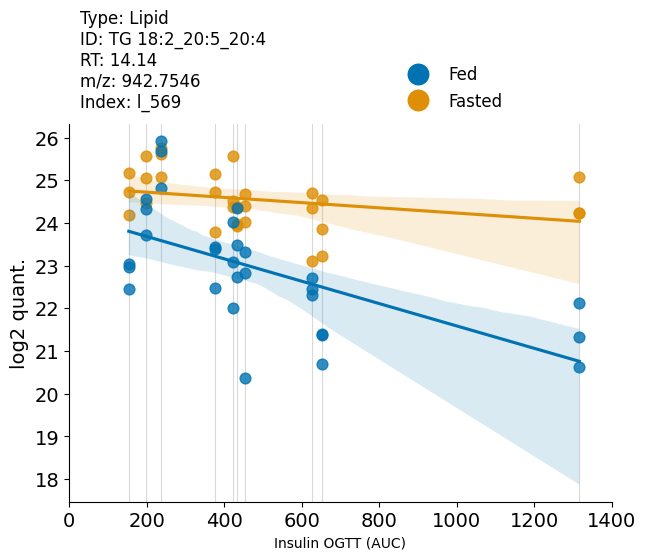 Type: Lipid
ID: TG 18:2_20:5_20:4
RT: 14.14
m/z: 942.7546
Index: l_569
Fed
Fasted
26
25
24
23
22
21
20
19
18
log2 quant.
0 200 400 600 800 1000 1200 1400
Insulin OGTT (AUC)